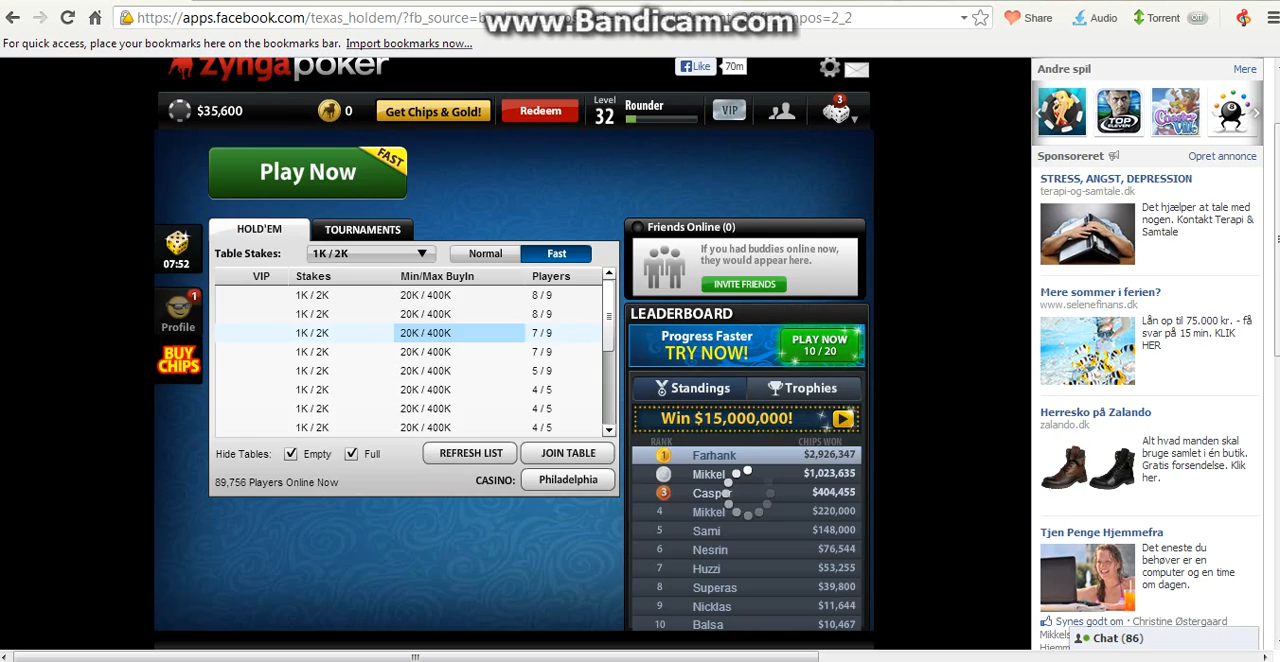 www.Bandicam.com
https://apps.facebook.com/texas_holdem/?fb_source=b
pos=2_2
Share
Audio
Torrent
Off
For quick access, place your bookmarks here on the bookmarks bar. Import bookmarks now...
zyngapoker
Like
70m
$35,600
0
Get Chips & Gold!
Redeem
Level
32
Rounder
VIP
3
Play Now
FAST
07:52
1
Profile
BUY
CHIPS
HOLD'EM
TOURNAMENTS
Table Stakes:
1K / 2K
Normal
Fast
VIP Stakes Min/Max BuyIn Players
1K / 2K 20K / 400K 8 / 9
1K / 2K 20K / 400K 8 / 9
1K / 2K 20K / 400K 7 / 9
1K / 2K 20K / 400K 7 / 9
1K / 2K 20K / 400K 5 / 9
1K / 2K 20K / 400K 4 / 5
1K / 2K 20K / 400K 4 / 5
1K / 2K 20K / 400K 4 / 5
Hide Tables: Empty Full
REFRESH LIST
JOIN TABLE
89,756 Players Online Now
CASINO:
Philadelphia
Friends Online (0)
If you had buddies online now,
they would appear here.
INVITE FRIENDS
LEADERBOARD
Progress Faster
TRY NOW!
PLAY NOW
10 / 20
Standings
Trophies
Win $15,000,000!
RANK CHIPS WON
1 Farhank $2,926,347
2 Mikkel $1,023,635
3 Casper $404,455
4 Mikkel $220,000
5 Sami $148,000
6 Nesrin $76,544
7 Huzzi $53,255
8 Superas $39,800
9 Nicklas $11,644
10 Balsa $10,467
Andre spil
Mere
TOP
ELEVEN
Sponsoreret
Opret annonce
STRESS, ANGST, DEPRESSION
terapi-og-samtale.dk
Det hjælper at tale med
nogen. Kontakt Terapi &
Samtale
Mere sommer i ferien?
www.selenefinans.dk
Lån op til 75.000 kr. - få
svar på 15 min. KLIK
HER
Herresko på Zalando
zalando.dk
Alt hvad manden skal
bruge samlet i én butik.
Gratis forsendelse. Klik
her.
Tjen Penge Hjemmefra
Det eneste du
behøver er en
computer og en time
om dagen.
Synes godt om · Christine Østergaard
Chat (86)